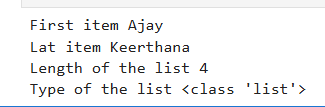 First item Ajay
Lat item Keerthana
Length of the list 4
Type of the list <class 'list'>